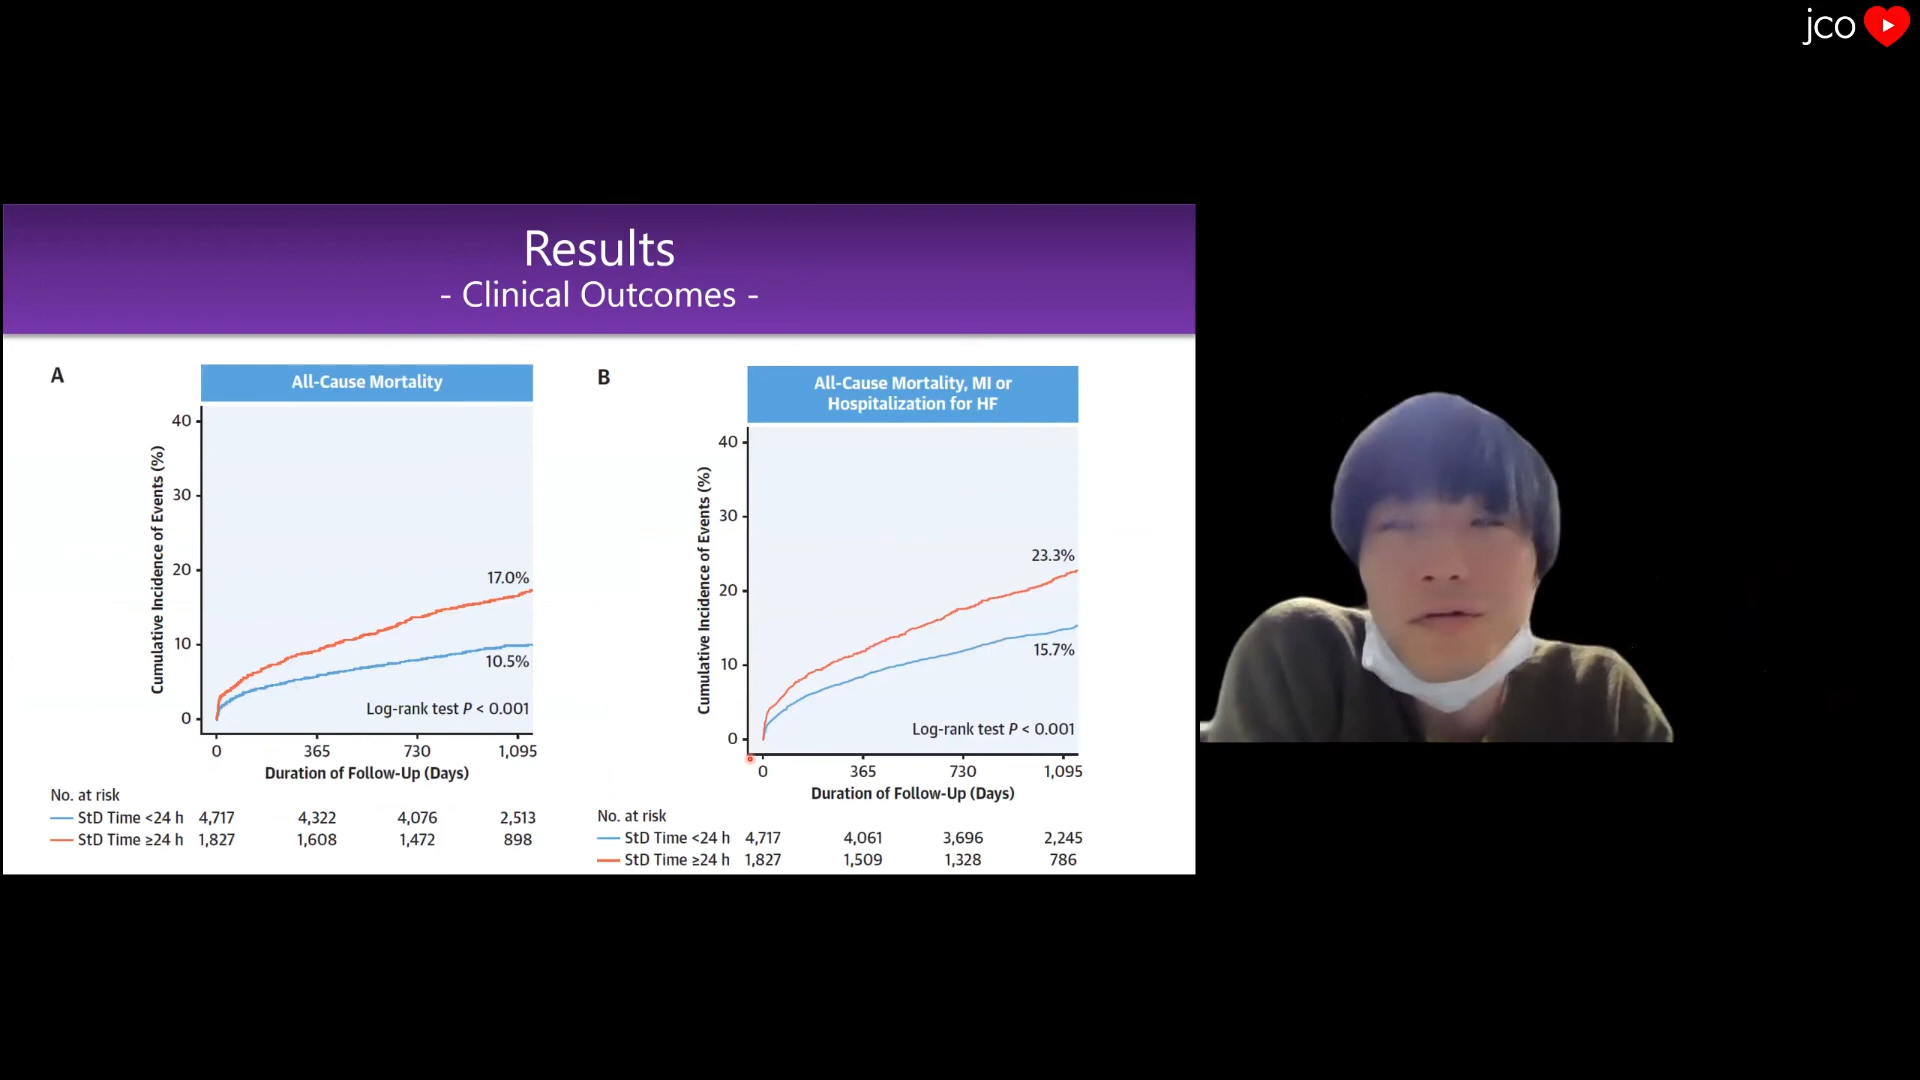 jco
Results
- Clinical Outcomes -
A
All-Cause Mortality
Cumulative Incidence of Events (%)
40
30
20
10
0
17.0%
10.5%
Log-rank test P < 0.001
0 365 730 1,095
Duration of Follow-Up (Days)
No. at risk
StD Time <24 h 4,717 4,322 4,076 2,513
StD Time ≥24 h 1,827 1,608 1,472 898
B
All-Cause Mortality, MI or
Hospitalization for HF
Cumulative Incidence of Events (%)
40
30
20
10
0
23.3%
15.7%
Log-rank test P < 0.001
0 365 730 1,095
Duration of Follow-Up (Days)
No. at risk
StD Time <24 h 4,717 4,061 3,696 2,245
StD Time ≥24 h 1,827 1,509 1,328 786